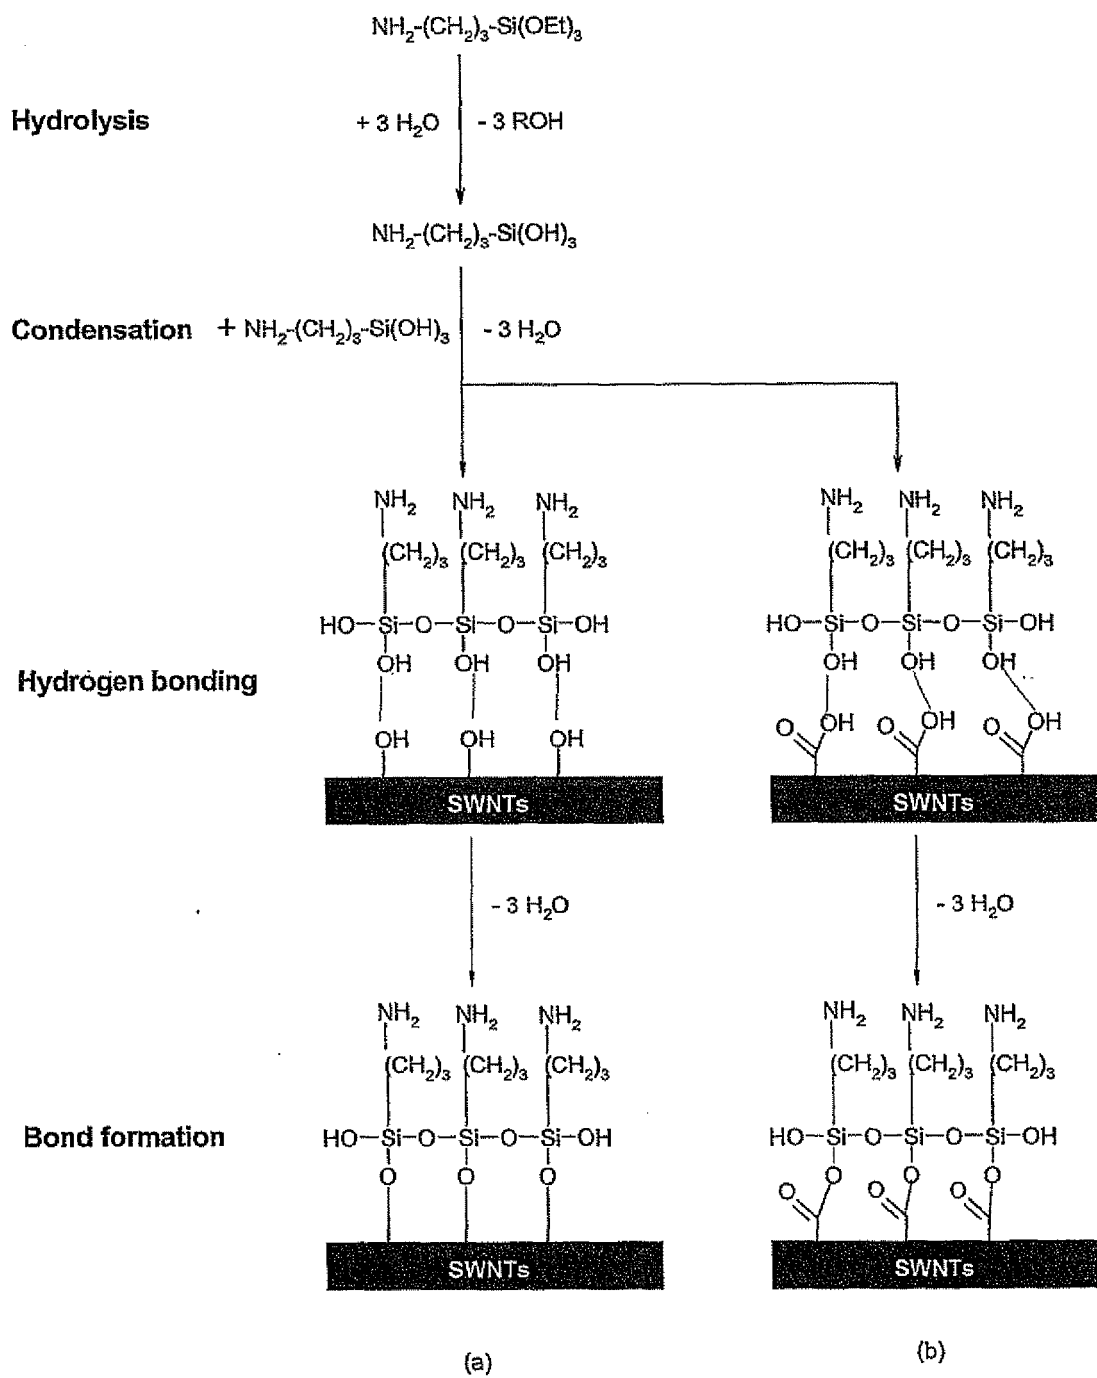 NH2-(CH2)3-Si(OEt)3
Hydrolysis
+ 3 H2O - 3 ROH
NH2-(CH2)3-Si(OH)3
Condensation + NH2-(CH2)3-Si(OH)3 - 3 H2O
NH2 NH2 NH2 NH2 NH2 NH2
(CH2)3 (CH2)3 (CH2)3 (CH2)3 (CH2)3 (CH2)3
HO-Si-O-Si-O-Si-OH HO-Si-O-Si-O-Si-OH
OH OH OH OH OH OH
Hydrogen bonding
OH OH OH O OH O OH O OH
SWNTs SWNTs
- 3 H2O - 3 H2O
NH2 NH2 NH2 NH2 NH2 NH2
(CH2)3 (CH2)3 (CH2)3 (CH2)3 (CH2)3 (CH2)3
Bond formation HO-Si-O-Si-O-Si-OH HO-Si-O-Si-O-Si-OH
O O O O O O
O O O
SWNTs SWNTs
(a) (b)